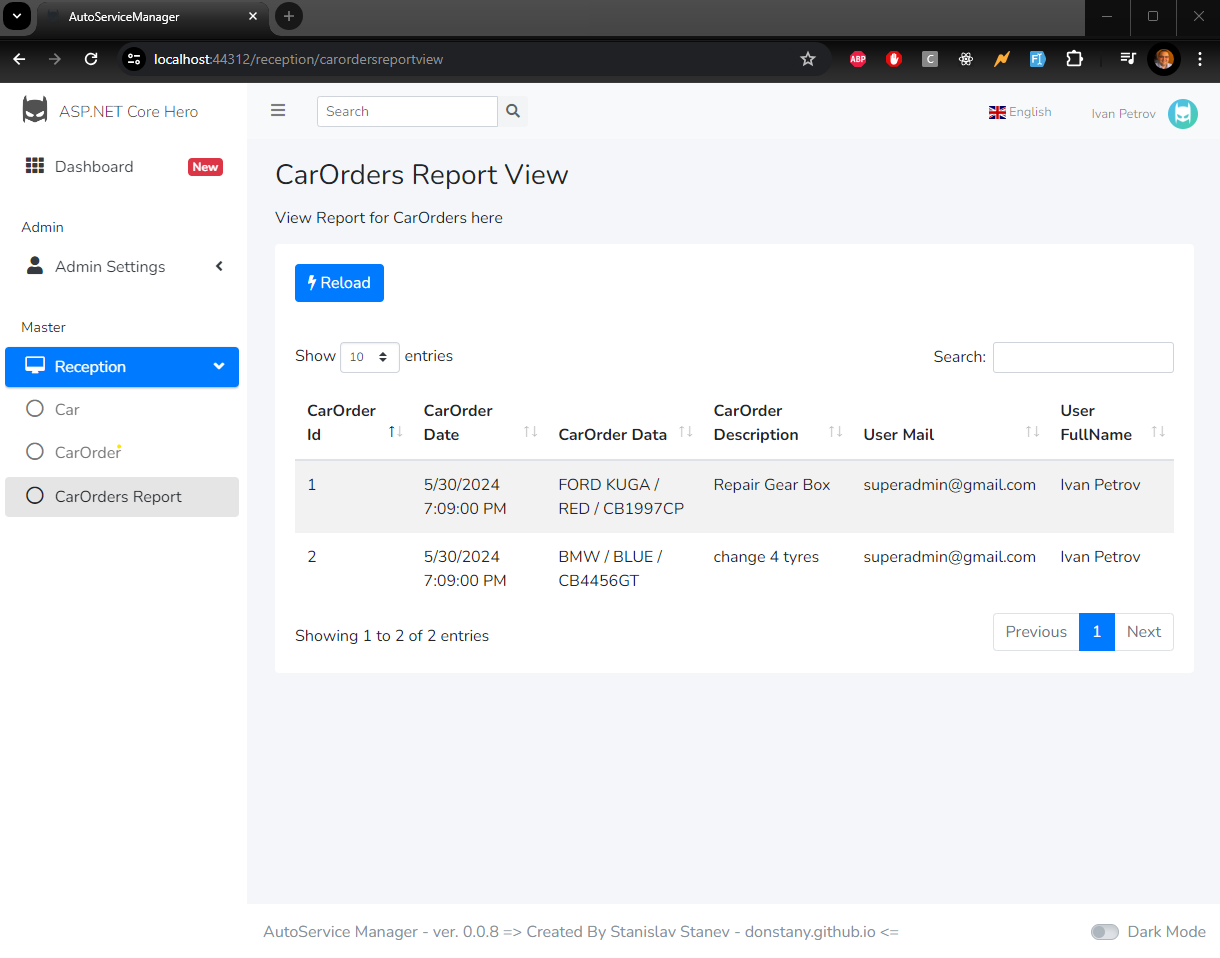 AutoServiceManager
localhost:44312/reception/carordersreportview
ABP
C
FI
ASP.NET Core Hero
Search
English
Ivan Petrov
Dashboard New
Admin
Admin Settings
Master
Reception
Car
CarOrder
CarOrders Report
CarOrders Report View
View Report for CarOrders here
Reload
Show 10 entries
Search:
CarOrder Id
CarOrder Date
CarOrder Data
CarOrder Description
User Mail
User FullName
1
5/30/2024 7:09:00 PM
FORD KUGA / RED / CB1997CP
Repair Gear Box
superadmin@gmail.com
Ivan Petrov
2
5/30/2024 7:09:00 PM
BMW / BLUE / CB4456GT
change 4 tyres
superadmin@gmail.com
Ivan Petrov
Showing 1 to 2 of 2 entries
Previous 1 Next
AutoService Manager - ver. 0.0.8 => Created By Stanislav Stanev - donstany.github.io <=
Dark Mode